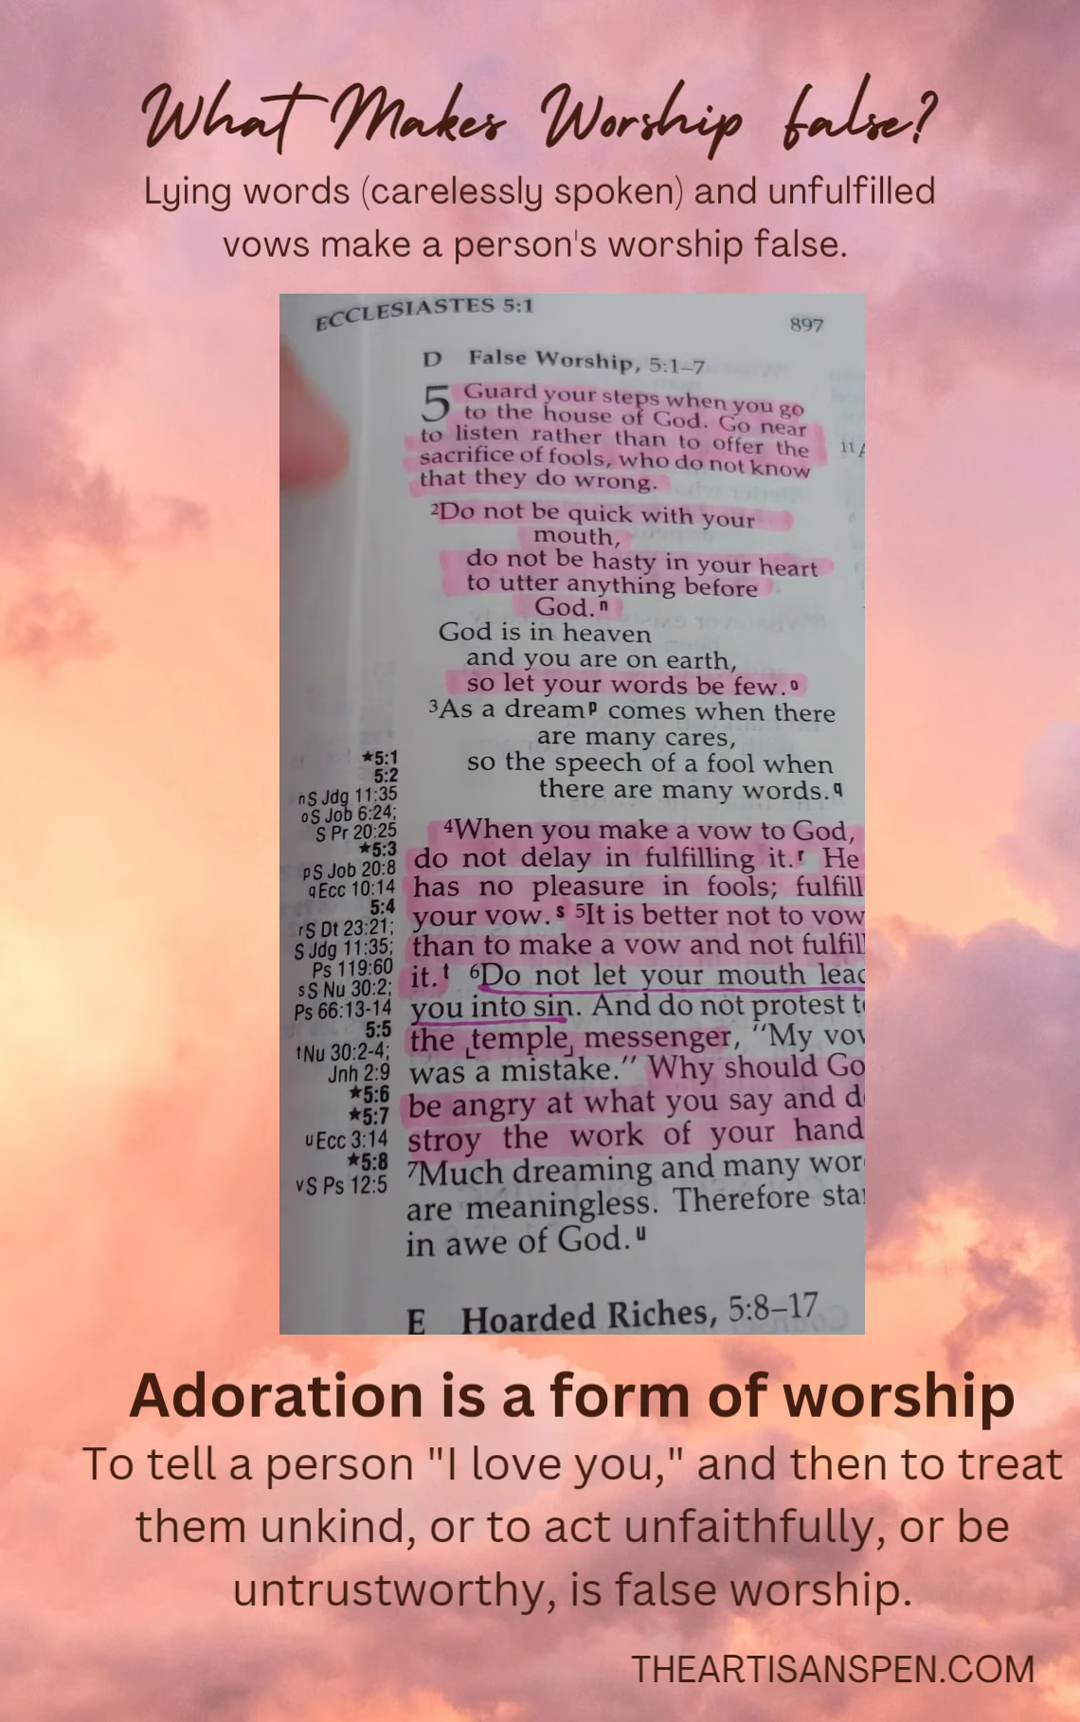 What Makes Worship false?
Lying words (carelessly spoken) and unfulfilled
vows make a person's worship false.
ECCLESIASTES 5:1
897
D False Worship, 5:1–7
5 Guard your steps when you go
to the house of God. Go near
to listen rather than to offer the
sacrifice of fools, who do not know
that they do wrong.
²Do not be quick with your
mouth,
do not be hasty in your heart
to utter anything before
God.ⁿ
God is in heaven
and you are on earth,
so let your words be few.ᵒ
³As a dreamᵖ comes when there
are many cares,
so the speech of a fool when
there are many words.q
⁴When you make a vow to God,
do not delay in fulfilling it.ʳ He
has no pleasure in fools; fulfill
your vow.ˢ ⁵It is better not to vow
than to make a vow and not fulfill
it.ᵗ ⁶Do not let your mouth lead
you into sin. And do not protest to
the ⌞temple⌟ messenger, "My vow
was a mistake." Why should Go
be angry at what you say and de
stroy the work of your hand
⁷Much dreaming and many wor
are meaningless. Therefore sta
in awe of God.ᵘ
E Hoarded Riches, 5:8–17
★5:1
5:2
nS Jdg 11:35
oS Job 6:24;
S Pr 20:25
★5:3
pS Job 20:8
qEcc 10:14
5:4
rS Dt 23:21;
S Jdg 11:35;
Ps 119:60
sS Nu 30:2;
Ps 66:13-14
5:5
tNu 30:2-4;
Jnh 2:9
★5:6
★5:7
uEcc 3:14
★5:8
vS Ps 12:5
11
Adoration is a form of worship
To tell a person "I love you," and then to treat
them unkind, or to act unfaithfully, or be
untrustworthy, is false worship.
THEARTISANSPEN.COM